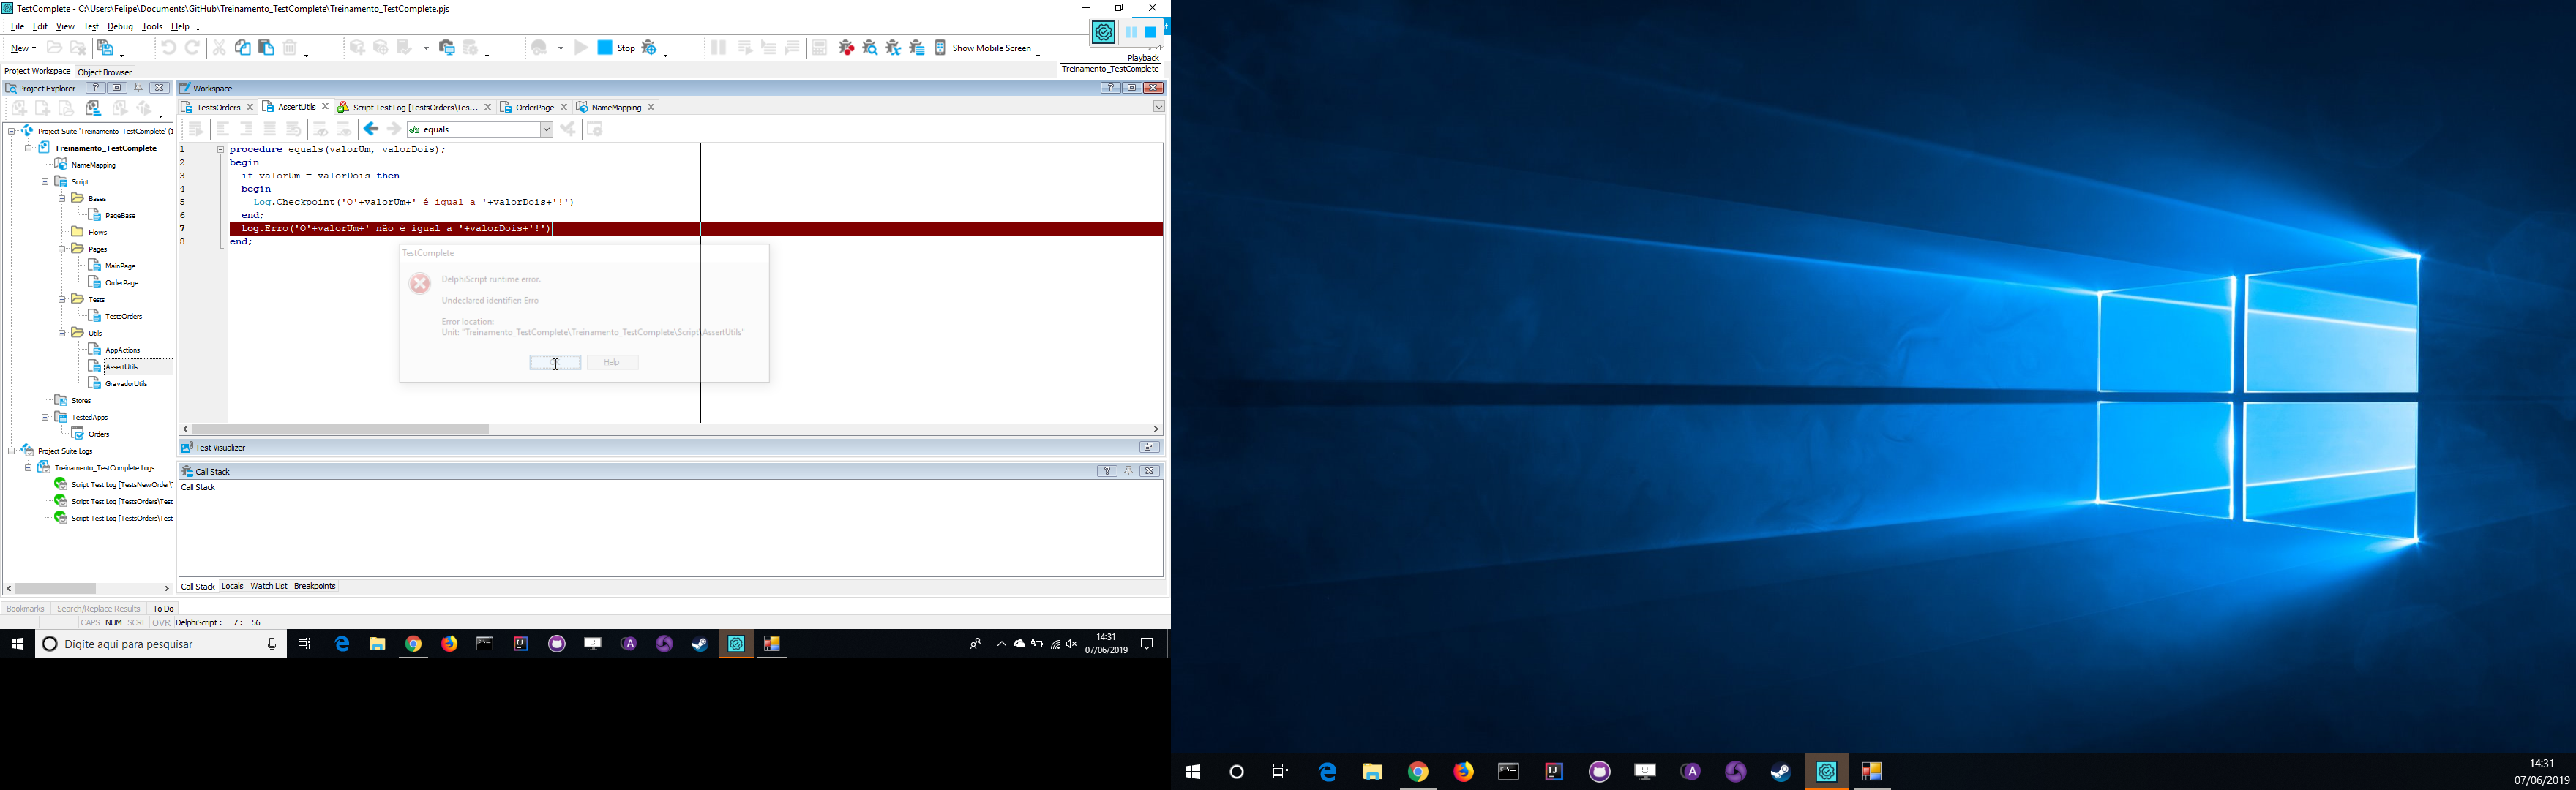 TestComplete - C:\Users\Felipe\Documents\GitHub\Treinamento_TestComplete\Treinamento_TestComplete.pjs
File Edit View Test Debug Tools Help
New
Stop
Show Mobile Screen
Playback
Treinamento_TestComplete
Project Workspace Object Browser
Project Explorer
Project Suite 'Treinamento_TestComplete' (1
Treinamento_TestComplete
NameMapping
Script
Bases
PageBase
Flows
Pages
MainPage
OrderPage
Tests
TestsOrders
Utils
AppActions
AssertUtils
GravadorUtils
Stores
TestedApps
Orders
Project Suite Logs
Treinamento_TestComplete Logs
Script Test Log [TestsNewOrder\
Script Test Log [TestsOrders\Test
Script Test Log [TestsOrders\Test
Workspace
TestsOrders AssertUtils Script Test Log [TestsOrders\Tes... OrderPage NameMapping
equals
1 procedure equals(valorUm, valorDois);
2 begin
3 if valorUm = valorDois then
4 begin
5 Log.Checkpoint('O'+valorUm+' é igual a '+valorDois+'!')
6 end;
7 Log.Erro('O'+valorUm+' não é igual a '+valorDois+'!')
8 end;
TestComplete
DelphiScript runtime error.
Undeclared identifier: Erro
Error location:
Unit: "Treinamento_TestComplete\Treinamento_TestComplete\Script\AssertUtils"
Help
Test Visualizer
Call Stack
Call Stack
Call Stack Locals Watch List Breakpoints
Bookmarks Search/Replace Results To Do
CAPS NUM SCRL OVR DelphiScript: 7: 56
Digite aqui para pesquisar
14:31
07/06/2019
14:31
07/06/2019